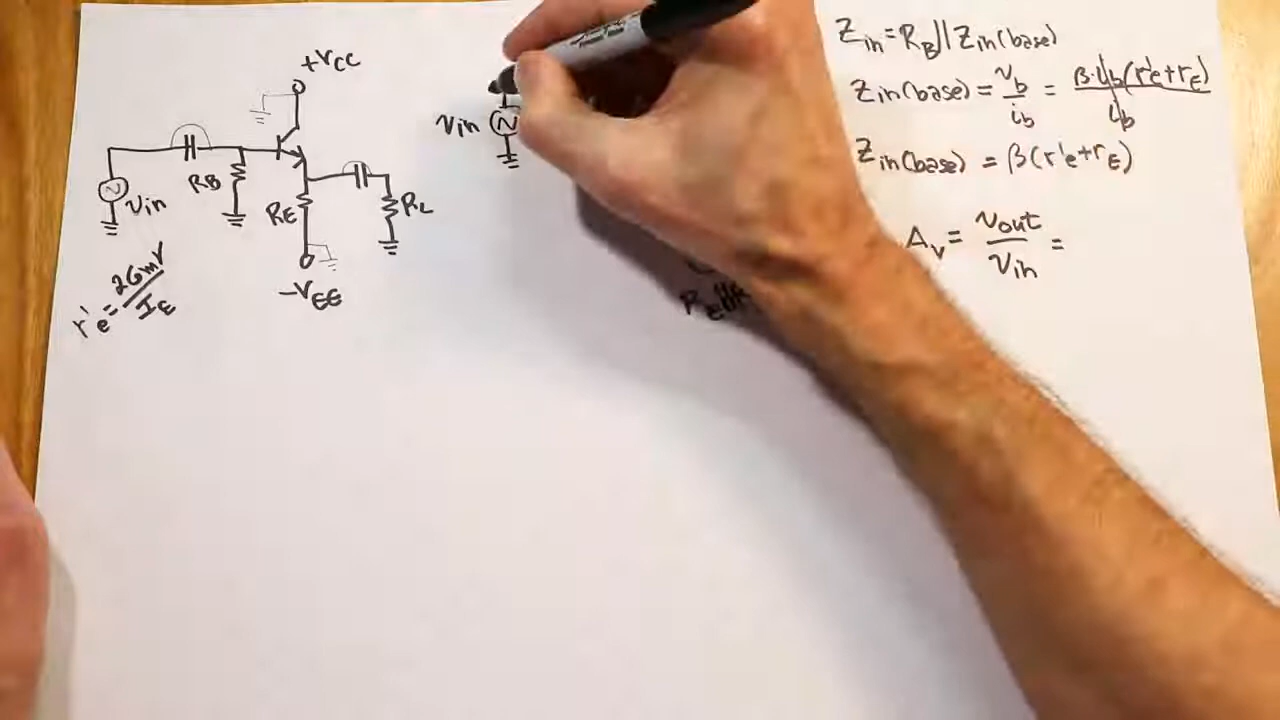 +VCC
RB
Vin
RE
RL
-VEE
r'e = 26mV / IE
Vin
RE||R
Zin = RB||Zin(base)
Zin(base) = vb / ib = β·ib(r'e+rE) / ib
Zin(base) = β(r'e+rE)
Av = vout / vin =